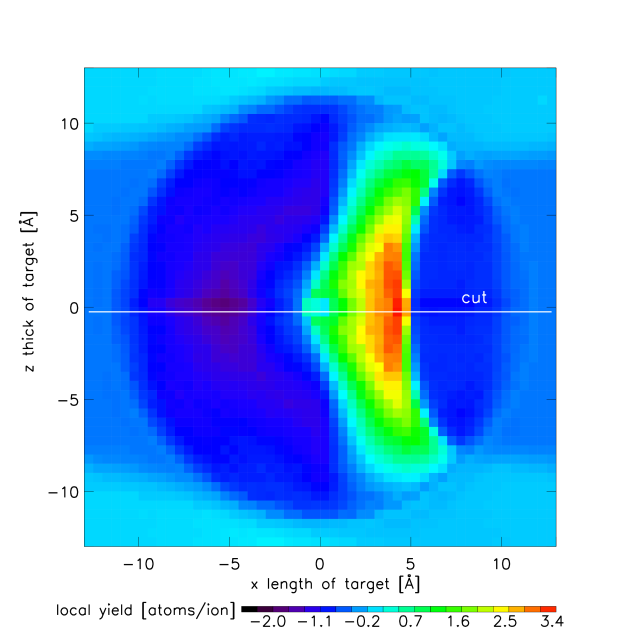 10
5
0
−5
−10
z thick of target [Å]
cut
−10 −5 0 5 10
x length of target [Å]
local yield [atoms/ion]
−2.0 −1.1 −0.2 0.7 1.6 2.5 3.4